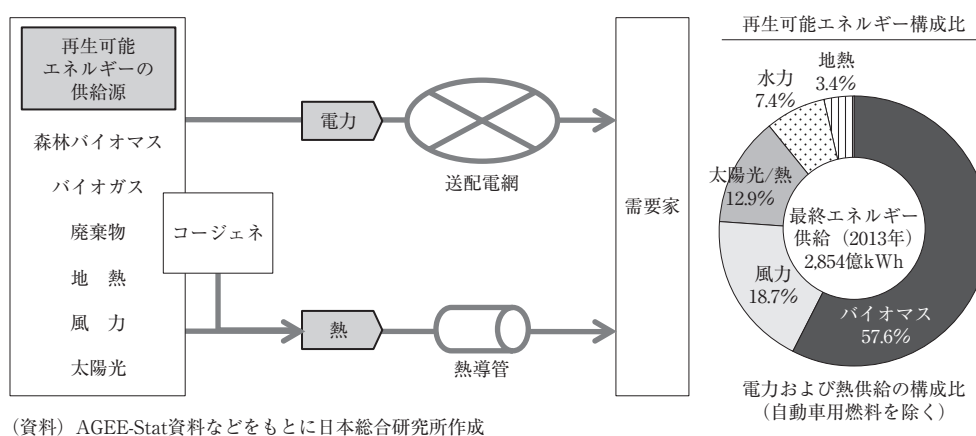 再生可能
エネルギーの
供給源
森林バイオマス
バイオガス
廃棄物
地 熱
風 力
太陽光
コージェネ
電力
送配電網
熱
熱導管
需要家
再生可能エネルギー構成比
地熱
3.4%
水力
7.4%
太陽光/熱
12.9%
風力
18.7%
バイオマス
57.6%
最終エネルギー
供給（2013年）
2,854億kWh
電力および熱供給の構成比
（自動車用燃料を除く）
（資料）AGEE-Stat資料などをもとに日本総合研究所作成